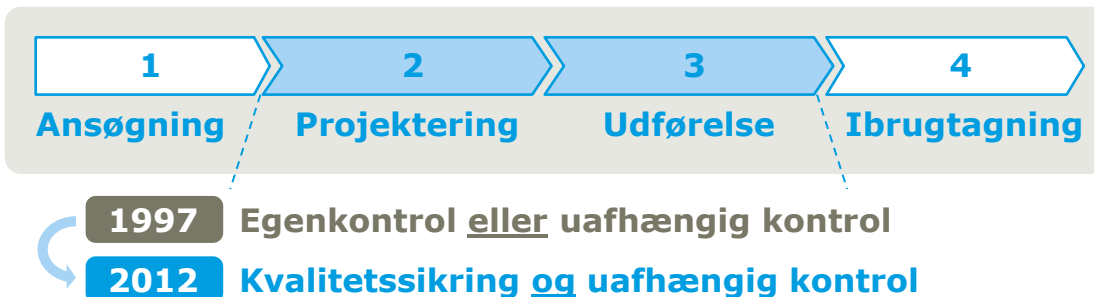 1 2 3 4
Ansøgning Projektering Udførelse Ibrugtagning
1997 Egenkontrol eller uafhængig kontrol
2012 Kvalitetssikring og uafhængig kontrol